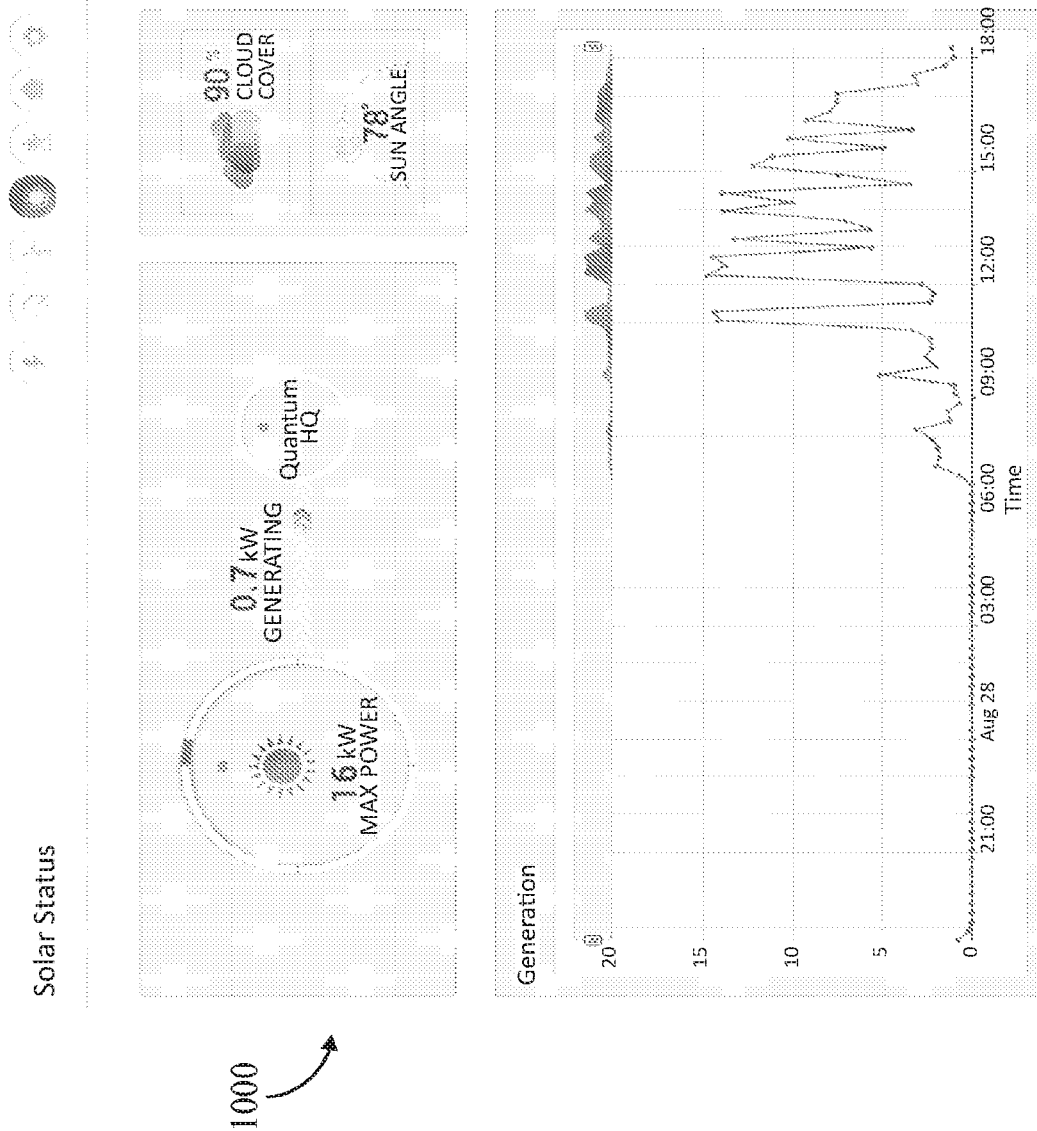 1000
Solar Status
16 kW
MAX POWER
0.7 kW
GENERATING
Quantum
HQ
90 %
CLOUD
COVER
78°
SUN ANGLE
Generation
20
15
10
5
0
21:00
Aug 28
03:00
06:00
09:00
12:00
15:00
18:00
Time